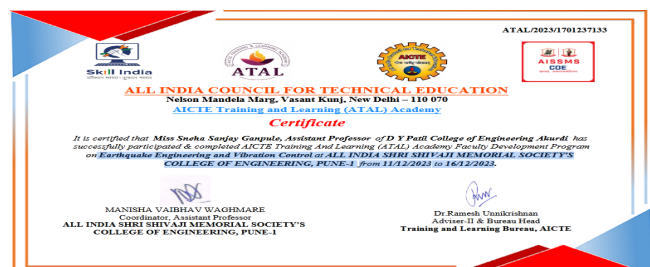 ATAL/2023/1701237133
Skill India
ATAL
AICTE
AISSMS
COE
ALL INDIA COUNCIL FOR TECHNICAL EDUCATION
Nelson Mandela Marg, Vasant Kunj, New Delhi – 110 070
AICTE Training and Learning (ATAL) Academy
Certificate
It is certified that Miss Sneha Sanjay Ganpule, Assistant Professor of D Y Patil College of Engineering Akurdi has
successfully participated & completed AICTE Training And Learning (ATAL) Academy Faculty Development Program
on Earthquake Engineering and Vibration Control at ALL INDIA SHRI SHIVAJI MEMORIAL SOCIETY'S
COLLEGE OF ENGINEERING, PUNE-1 from 11/12/2023 to 16/12/2023.
MANISHA VAIBHAV WAGHMARE
Coordinator, Assistant Professor
ALL INDIA SHRI SHIVAJI MEMORIAL SOCIETY'S
COLLEGE OF ENGINEERING, PUNE-1
Dr.Ramesh Unnikrishnan
Adviser-II & Bureau Head
Training and Learning Bureau, AICTE